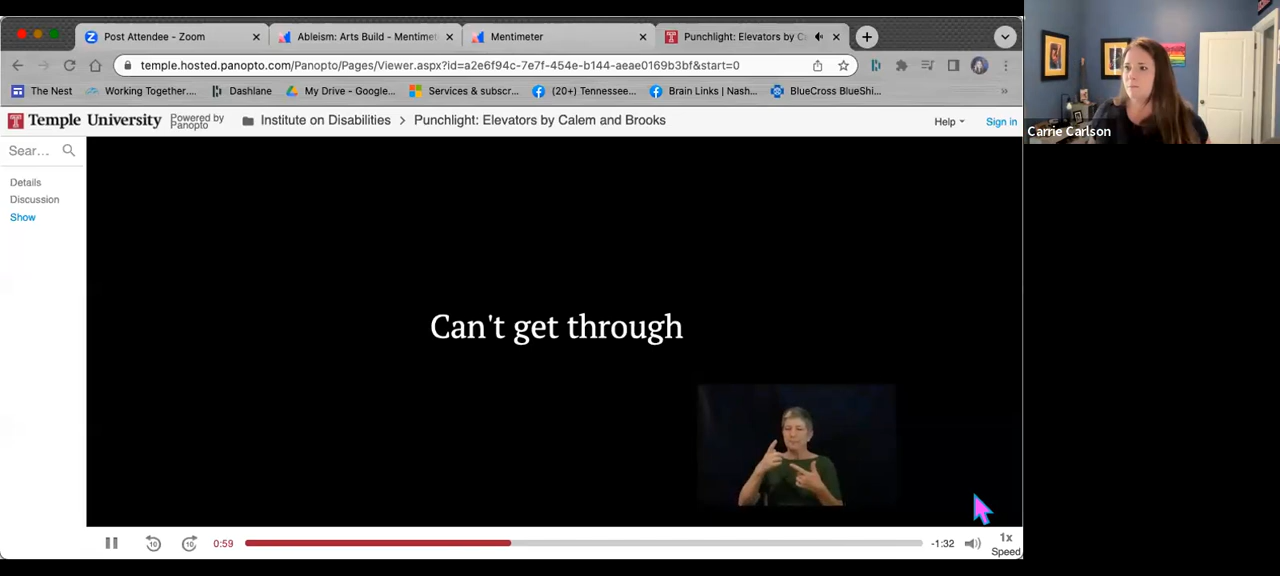 Post Attendee - Zoom
Ableism: Arts Build - Mentimet
Mentimeter
Punchlight: Elevators by C
temple.hosted.panopto.com/Panopto/Pages/Viewer.aspx?id=a2e6f94c-7e7f-454e-b144-aeae0169b3bf&start=0
The Nest
Working Together....
Dashlane
My Drive - Google...
Services & subscr...
(20+) Tennessee...
Brain Links | Nash...
BlueCross BlueShi...
»
Temple University
Powered by
Panopto
Institute on Disabilities > Punchlight: Elevators by Calem and Brooks
Help
Sign in
Sear...
Details
Discussion
Show
Can't get through
10
10
0:59
-1:32
1x
Speed
Carrie Carlson